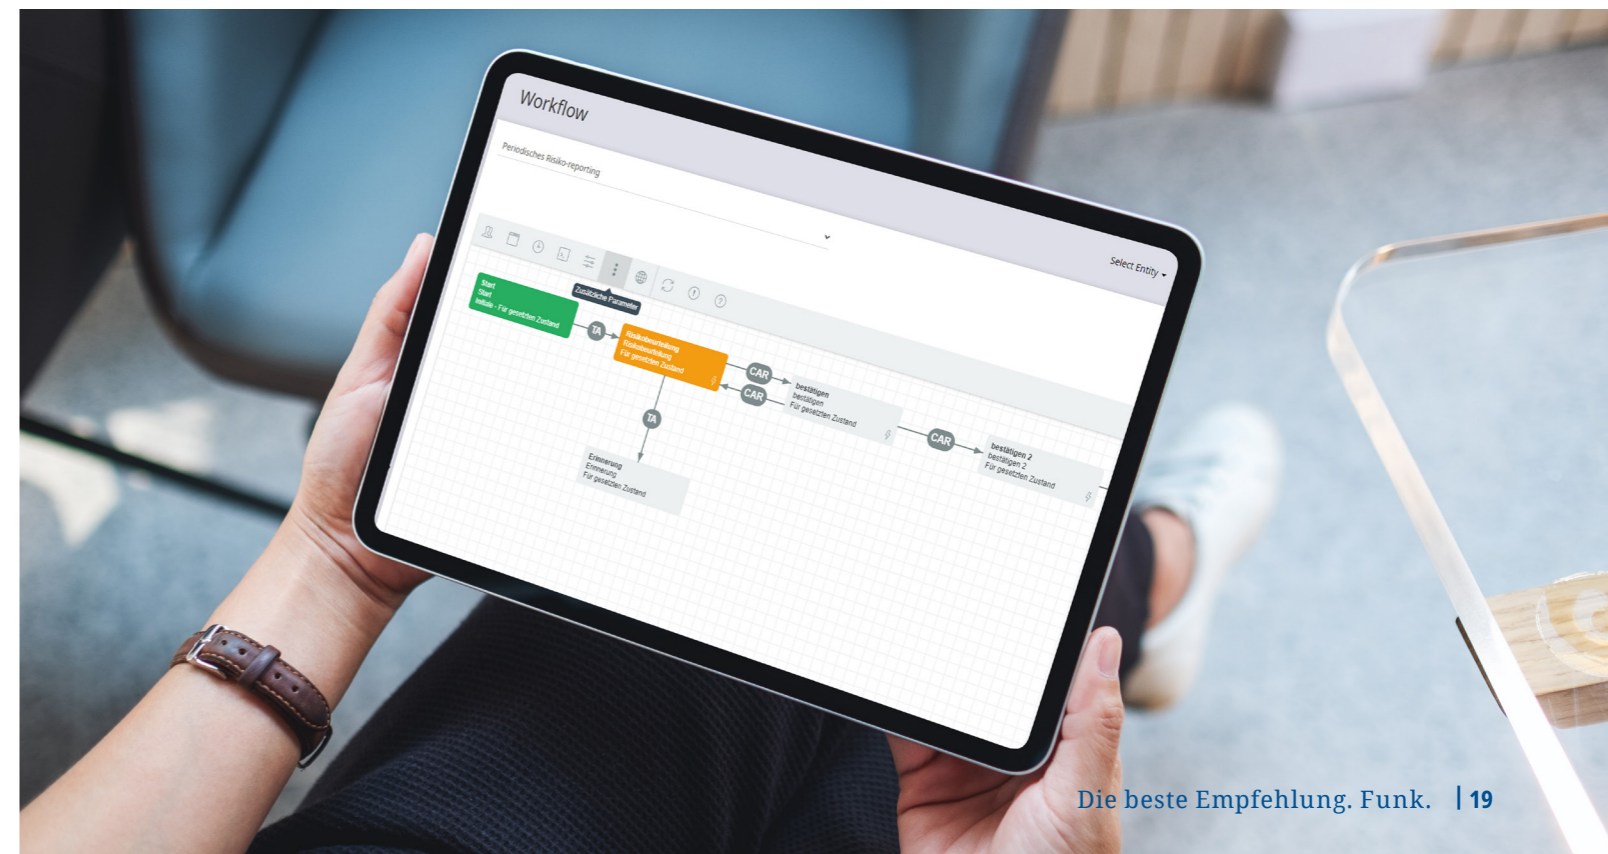 Workflow
Periodisches Risiko-reporting
Select Entity
Zusätzliche Parameter
Start
Start
Initiale - Für gesetzten Zustand
TA
Risikobeurteilung
Risikobeurteilung
Für gesetzten Zustand
CAR
CAR
bestätigen
bestätigen
Für gesetzten Zustand
CAR
bestätigen 2
bestätigen 2
Für gesetzten Zustand
TA
Erinnerung
Erinnerung
Für gesetzten Zustand
Die beste Empfehlung. Funk. | 19